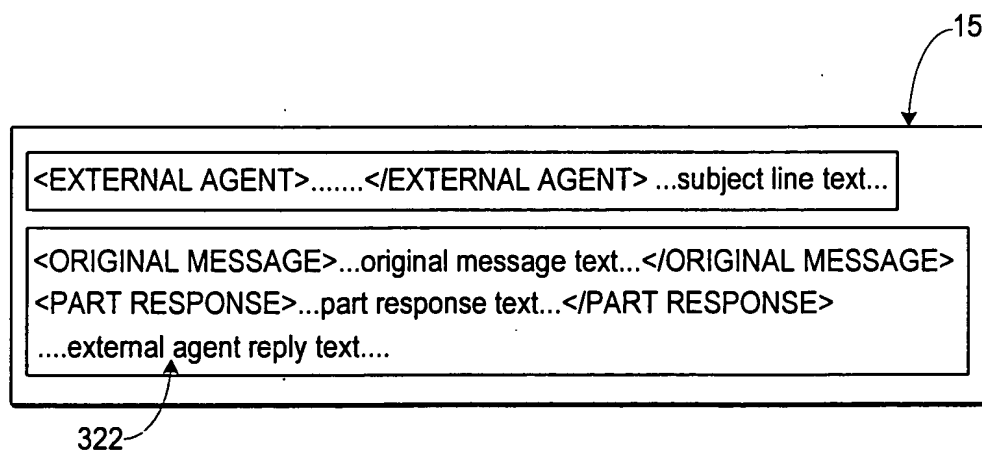 15
<EXTERNAL AGENT>.......</EXTERNAL AGENT> ...subject line text...
<ORIGINAL MESSAGE>...original message text...</ORIGINAL MESSAGE>
<PART RESPONSE>...part response text...</PART RESPONSE>
....external agent reply text....
322